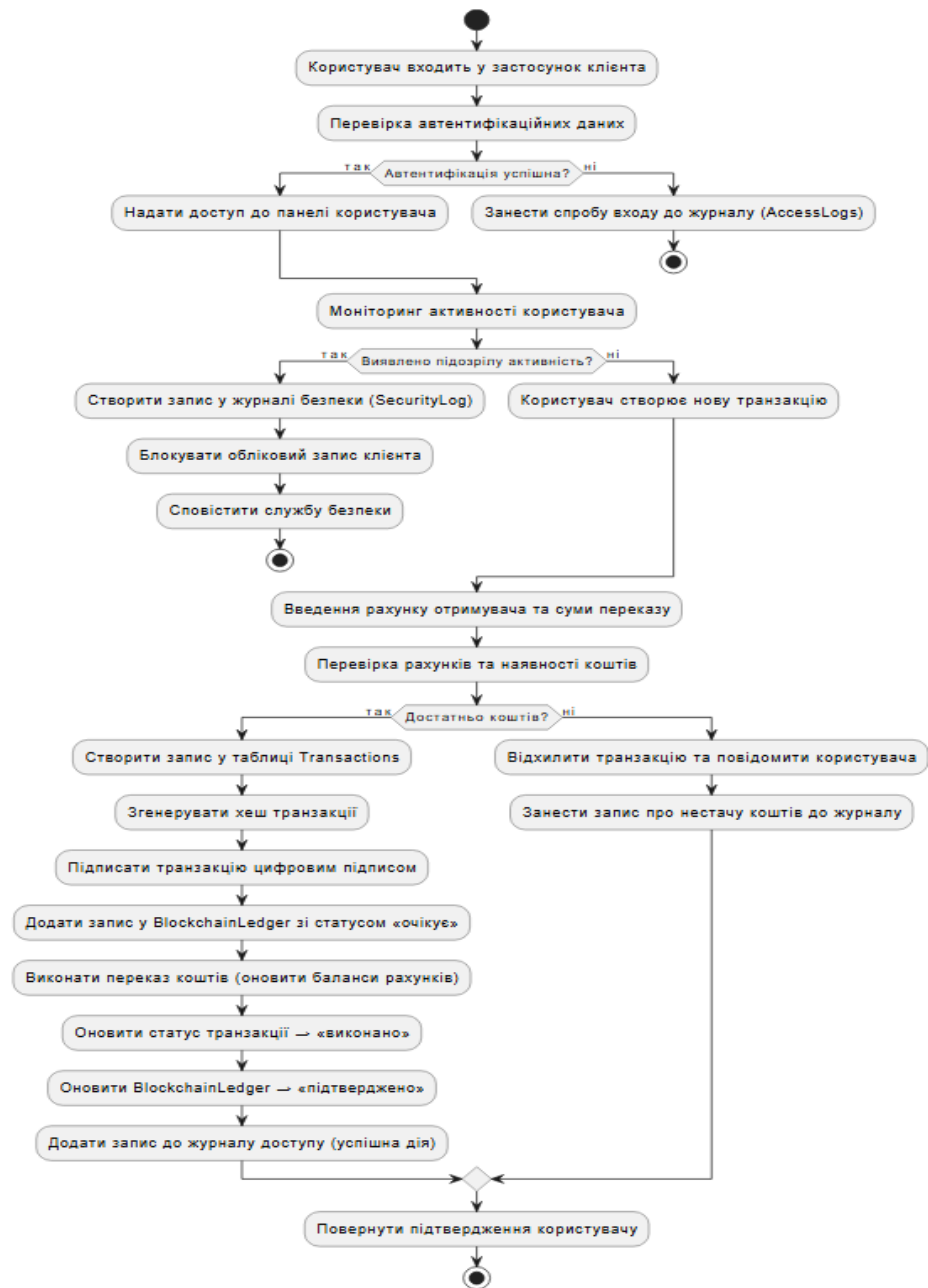 Користувач входить у застосунок клієнта
Перевірка автентифікаційних даних
так
Автентифікація успішна?
ні
Надати доступ до панелі користувача
Занести спробу входу до журналу (AccessLogs)
Моніторинг активності користувача
так
Виявлено підозрілу активність?
ні
Створити запис у журналі безпеки (SecurityLog)
Користувач створює нову транзакцію
Блокувати обліковий запис клієнта
Сповістити службу безпеки
Введення рахунку отримувача та суми переказу
Перевірка рахунків та наявності коштів
так
Достатньо коштів?
ні
Створити запис у таблиці Transactions
Відхилити транзакцію та повідомити користувача
Згенерувати хеш транзакції
Занести запис про нестачу коштів до журналу
Підписати транзакцію цифровим підписом
Додати запис у BlockchainLedger зі статусом «очікує»
Виконати переказ коштів (оновити баланси рахунків)
Оновити статус транзакції → «виконано»
Оновити BlockchainLedger → «підтверджено»
Додати запис до журналу доступу (успішна дія)
Повернути підтвердження користувачу